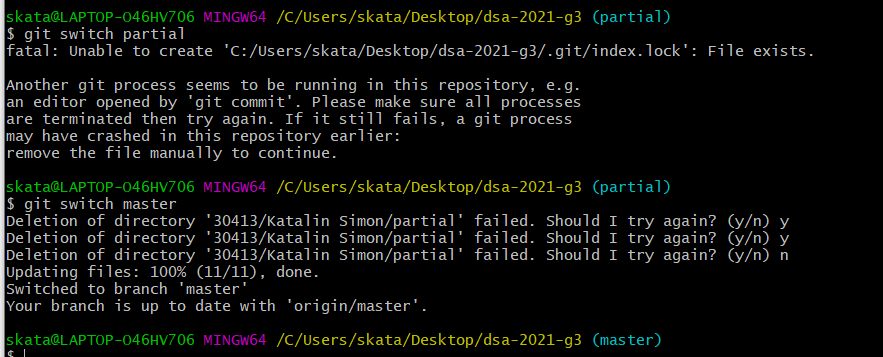 skata@LAPTOP-O46HV706 MINGW64 /C/Users/skata/Desktop/dsa-2021-g3 (partial)
$ git switch partial
fatal: Unable to create 'C:/Users/skata/Desktop/dsa-2021-g3/.git/index.lock': File exists.
Another git process seems to be running in this repository, e.g.
an editor opened by 'git commit'. Please make sure all processes
are terminated then try again. If it still fails, a git process
may have crashed in this repository earlier:
remove the file manually to continue.
skata@LAPTOP-O46HV706 MINGW64 /C/Users/skata/Desktop/dsa-2021-g3 (partial)
$ git switch master
Deletion of directory '30413/Katalin Simon/partial' failed. Should I try again? (y/n) y
Deletion of directory '30413/Katalin Simon/partial' failed. Should I try again? (y/n) y
Deletion of directory '30413/Katalin Simon/partial' failed. Should I try again? (y/n) n
Updating files: 100% (11/11), done.
Switched to branch 'master'
Your branch is up to date with 'origin/master'.
skata@LAPTOP-O46HV706 MINGW64 /C/Users/skata/Desktop/dsa-2021-g3 (master)
$